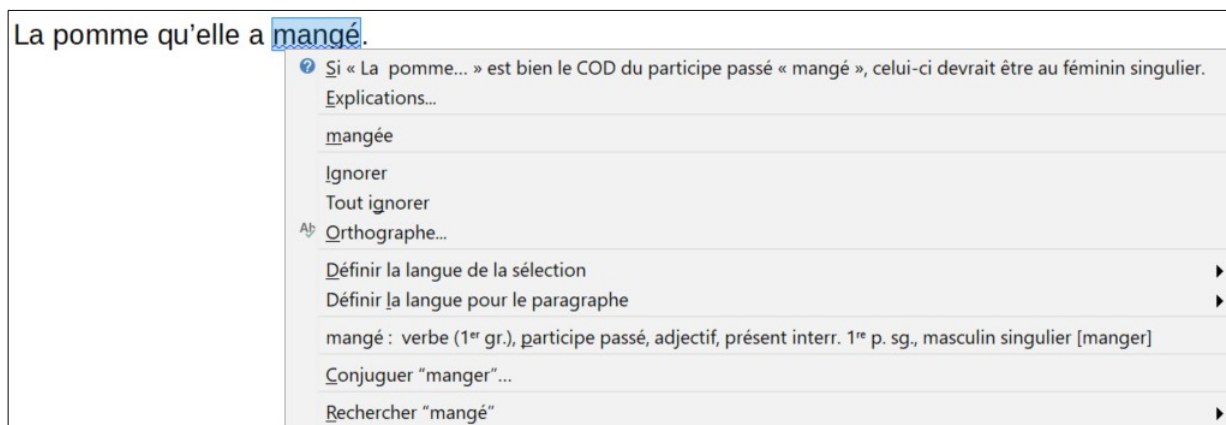 La pomme qu’elle a mangé.
Si « La  pomme... » est bien le COD du participe passé « mangé », celui-ci devrait être au féminin singulier.
Explications...
mangée
Ignorer
Tout ignorer
Orthographe...
Définir la langue de la sélection
Définir la langue pour le paragraphe
mangé :  verbe (1ᵉʳ gr.), participe passé, adjectif, présent interr. 1ʳᵉ p. sg., masculin singulier [manger]
Conjuguer “manger”...
Rechercher “mangé”